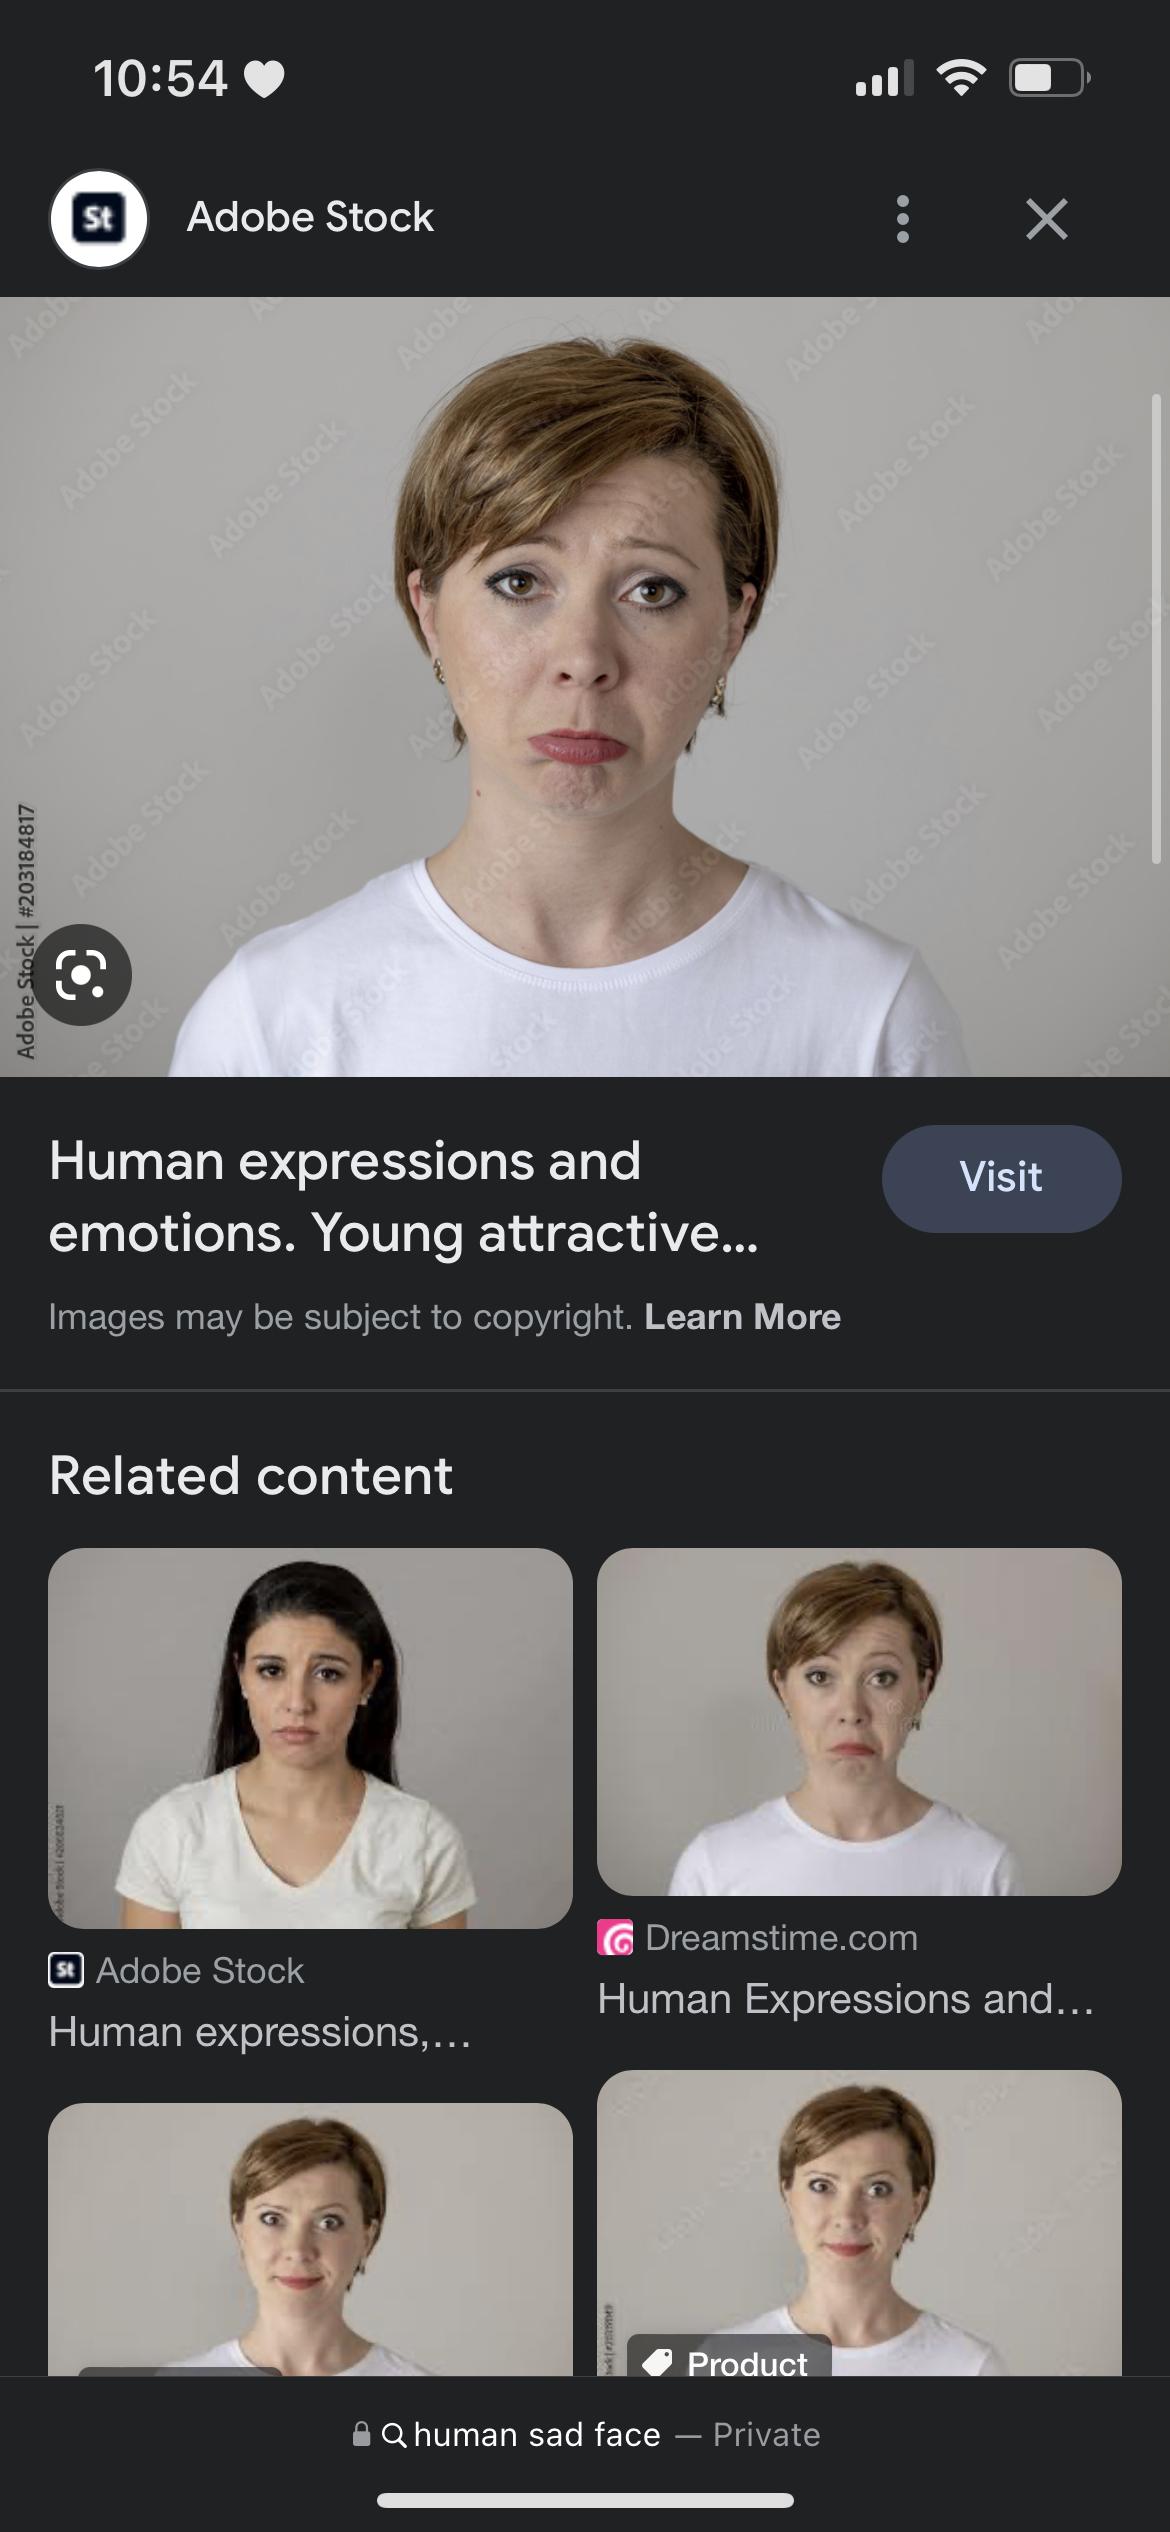 10:54
St
Adobe Stock
Adobe Stock | #203184817
Human expressions and
emotions. Young attractive...
Visit
Images may be subject to copyright. Learn More
Related content
St Adobe Stock
Human expressions,...
Dreamstime.com
Human Expressions and...
Product
human sad face — Private